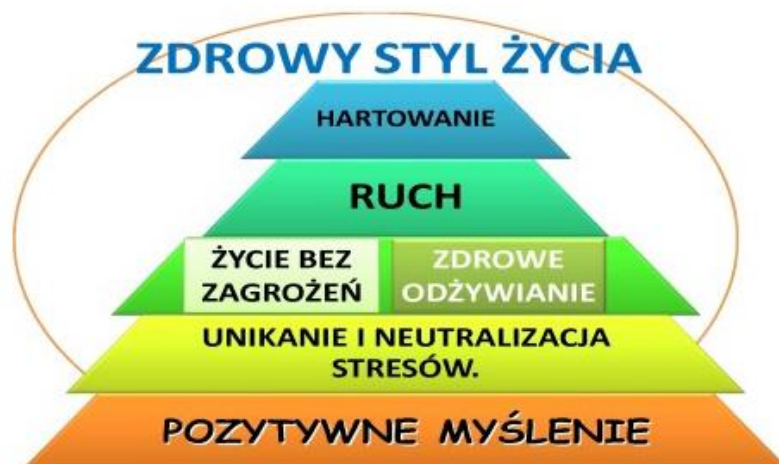 ZDROWY STYL ŻYCIA
HARTOWANIE
RUCH
ŻYCIE BEZ
ZAGROŻEŃ
ZDROWE
ODŻYWIANIE
UNIKANIE I NEUTRALIZACJA
STRESÓW.
POZYTYWNE MYŚLENIE